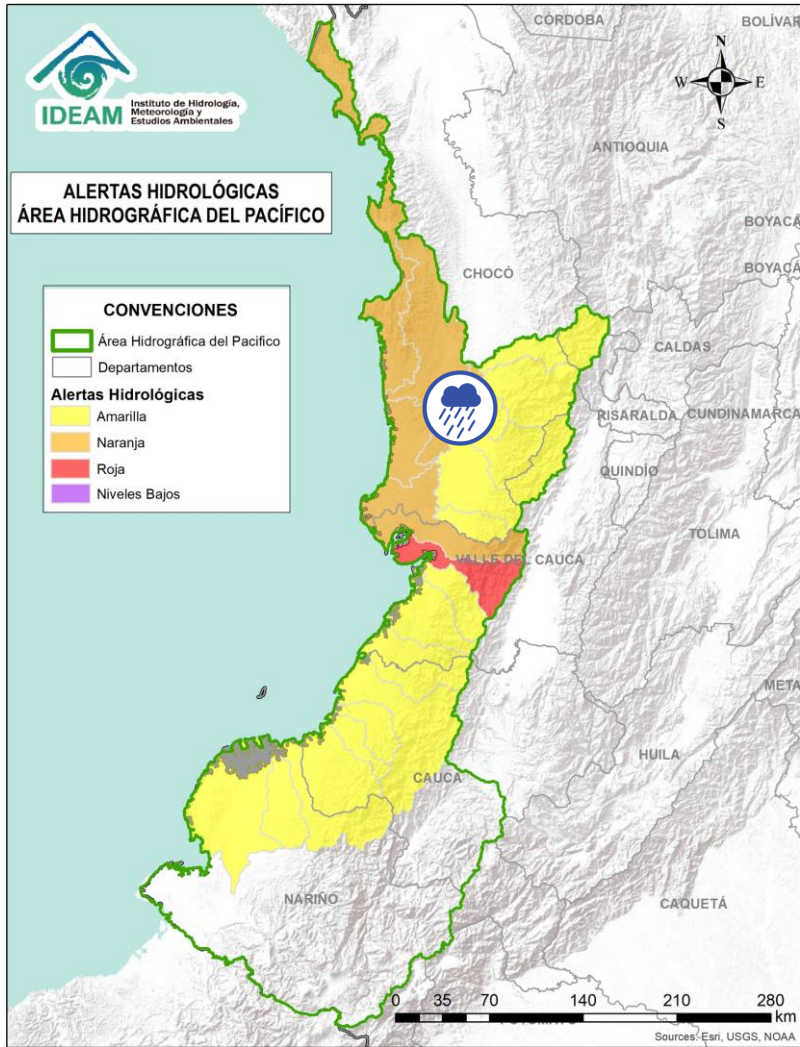 CÓRDOBA
BOLÍVAR
N
W
E
S
IDEAM
Instituto de Hidrología,
Meteorología y
Estudios Ambientales
ANTIOQUIA
ALERTAS HIDROLÓGICAS
ÁREA HIDROGRÁFICA DEL PACÍFICO
BOYACÁ
BOYACÁ
CHOCÓ
CONVENCIONES
Área Hidrográfica del Pacifico
Departamentos
Alertas Hidrológicas
Amarilla
Naranja
Roja
Niveles Bajos
CALDAS
RISARALDA
CUNDINAMARCA
QUINDÍO
TOLIMA
VALLE DEL CAUCA
META
HUILA
CAUCA
NARIÑO
CAQUETÁ
0 35 70 140 210 280
km
Sources: Esri, USGS, NOAA